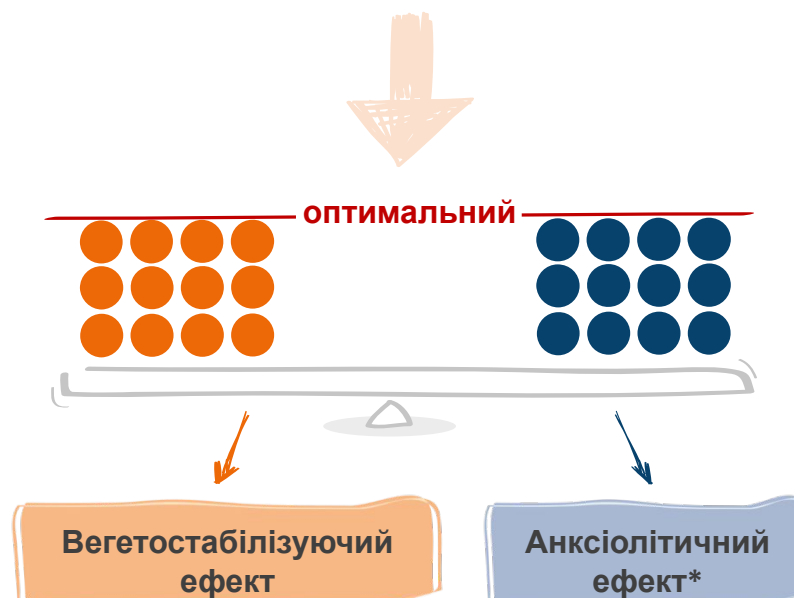 оптимальний
Вегетостабілізуючий
ефект
Анксіолітичний
ефект*